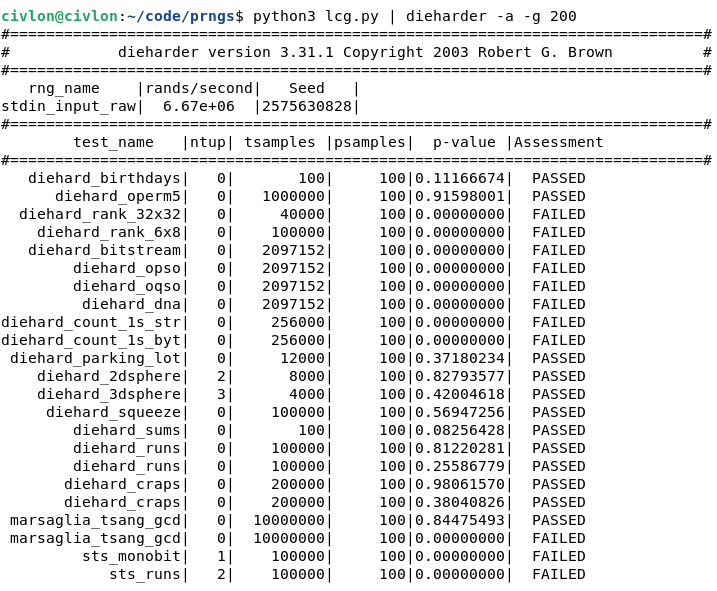 civlon@civlon:~/code/prngs$ python3 lcg.py | dieharder -a -g 200
#=============================================================================#
#            dieharder version 3.31.1 Copyright 2003 Robert G. Brown          #
#=============================================================================#
   rng_name    |rands/second|   Seed   |
stdin_input_raw|  6.67e+06  |2575630828|
#=============================================================================#
        test_name   |ntup| tsamples |psamples|  p-value |Assessment
#=============================================================================#
   diehard_birthdays|   0|       100|     100|0.11166674|  PASSED
      diehard_operm5|   0|   1000000|     100|0.91598001|  PASSED
  diehard_rank_32x32|   0|     40000|     100|0.00000000|  FAILED
    diehard_rank_6x8|   0|    100000|     100|0.00000000|  FAILED
   diehard_bitstream|   0|   2097152|     100|0.00000000|  FAILED
        diehard_opso|   0|   2097152|     100|0.00000000|  FAILED
        diehard_oqso|   0|   2097152|     100|0.00000000|  FAILED
         diehard_dna|   0|   2097152|     100|0.00000000|  FAILED
diehard_count_1s_str|   0|    256000|     100|0.00000000|  FAILED
diehard_count_1s_byt|   0|    256000|     100|0.00000000|  FAILED
 diehard_parking_lot|   0|     12000|     100|0.37180234|  PASSED
    diehard_2dsphere|   2|      8000|     100|0.82793577|  PASSED
    diehard_3dsphere|   3|      4000|     100|0.42004618|  PASSED
     diehard_squeeze|   0|    100000|     100|0.56947256|  PASSED
        diehard_sums|   0|       100|     100|0.08256428|  PASSED
        diehard_runs|   0|    100000|     100|0.81220281|  PASSED
        diehard_runs|   0|    100000|     100|0.25586779|  PASSED
       diehard_craps|   0|    200000|     100|0.98061570|  PASSED
       diehard_craps|   0|    200000|     100|0.38040826|  PASSED
 marsaglia_tsang_gcd|   0|  10000000|     100|0.84475493|  PASSED
 marsaglia_tsang_gcd|   0|  10000000|     100|0.00000000|  FAILED
         sts_monobit|   1|    100000|     100|0.00000000|  FAILED
            sts_runs|   2|    100000|     100|0.00000000|  FAILED